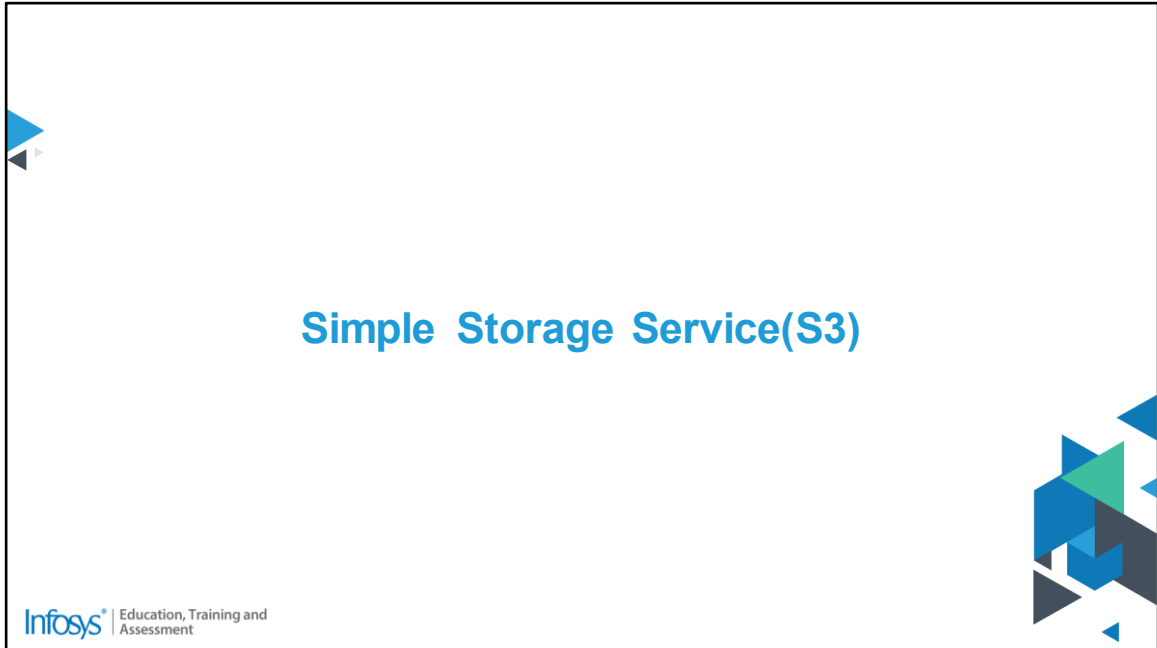 Simple Storage Service(S3)
Infosys® | Education, Training and
Assessment